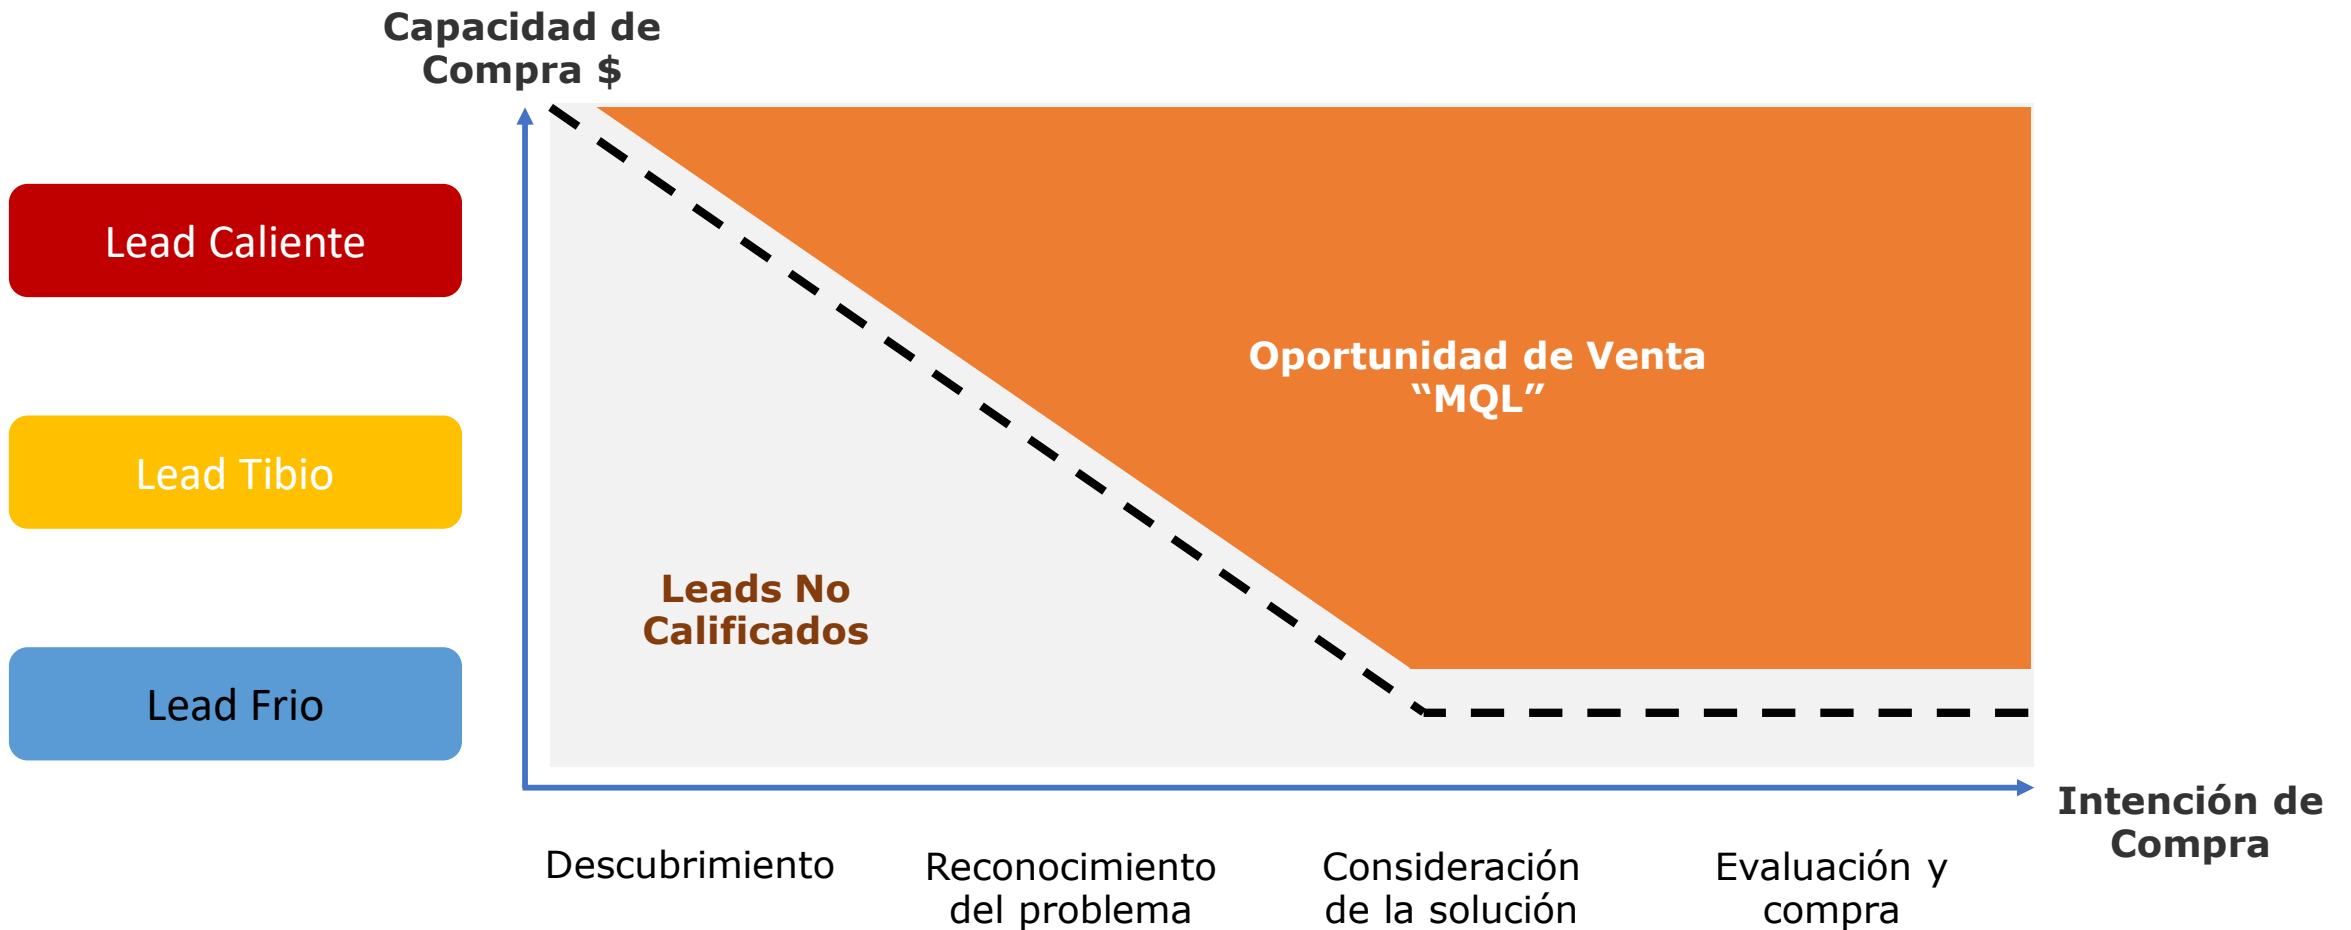 Capacidad de
Compra $
Lead Caliente
Oportunidad de Venta
“MQL”
Lead Tibio
Leads No
Calificados
Lead Frio
Intención de
Compra
Descubrimiento
Reconocimiento
del problema
Consideración
de la solución
Evaluación y
compra